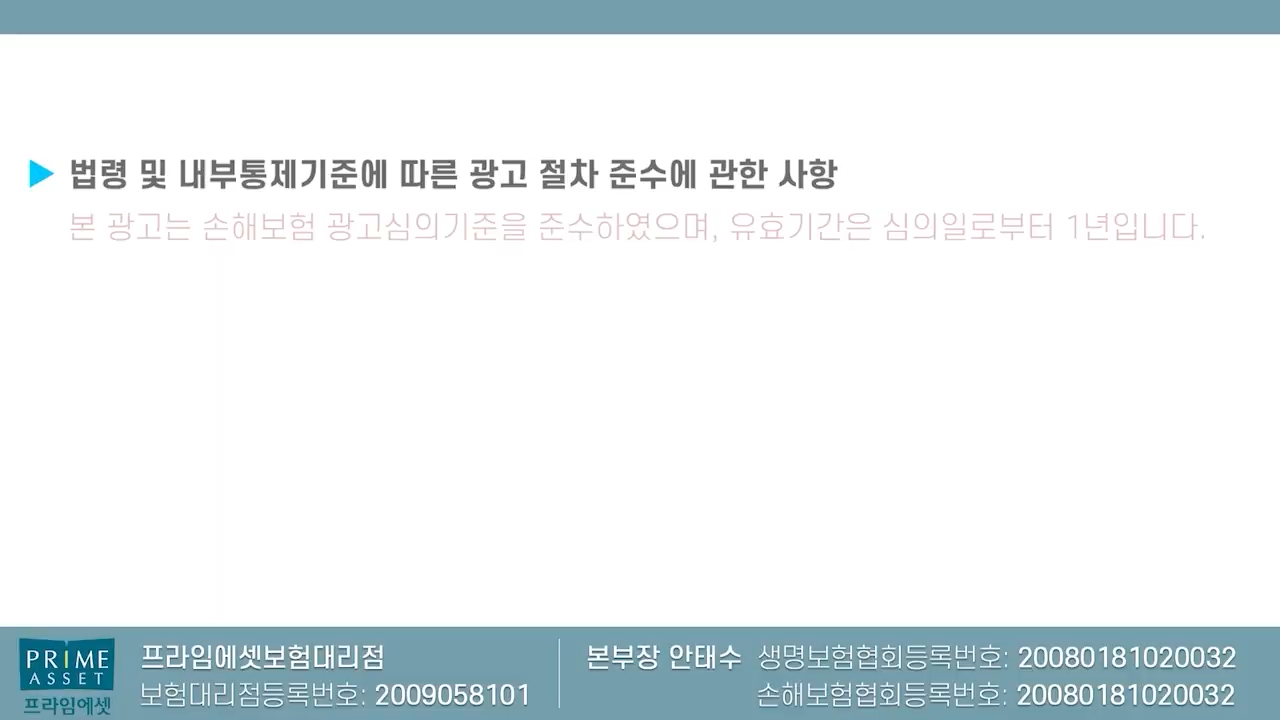 ▶ 법령 및 내부통제기준에 따른 광고 절차 준수에 관한 사항
본 광고는 손해보험 광고심의기준을 준수하였으며, 유효기간은 심의일로부터 1년입니다.
PRIME
ASSET
프라임에셋
프라임에셋보험대리점
보험대리점등록번호: 2009058101
본부장 안태수 생명보험협회등록번호: 20080181020032
손해보험협회등록번호: 20080181020032